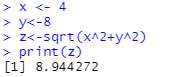 > x <- 4
> y<-8
> z<-sqrt(x^2+y^2)
> print(z)
[1] 8.944272